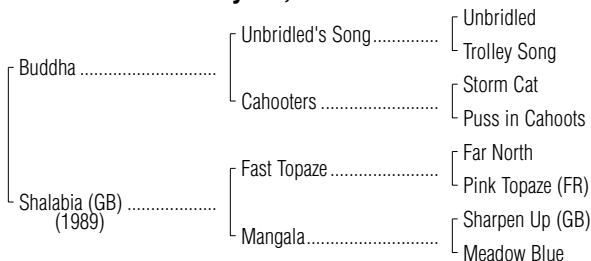 Unbridled
Unbridled's Song..............
Trolley Song
Buddha ............................
Storm Cat
Cahooters ........................
Puss in Cahoots
Far North
Fast Topaze......................
Pink Topaze (FR)
Shalabia (GB) ..................
(1989)
Sharpen Up (GB)
Mangala...........................
Meadow Blue